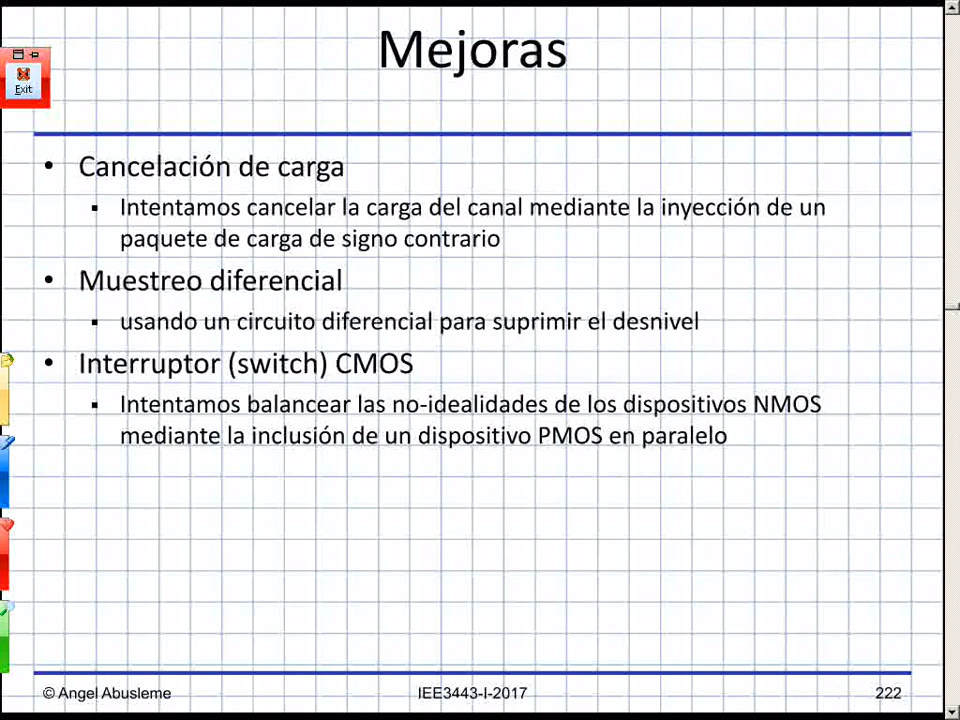 Mejoras
Exit
• Cancelación de carga
▪ Intentamos cancelar la carga del canal mediante la inyección de un
paquete de carga de signo contrario
• Muestreo diferencial
▪ usando un circuito diferencial para suprimir el desnivel
• Interruptor (switch) CMOS
▪ Intentamos balancear las no-idealidades de los dispositivos NMOS
mediante la inclusión de un dispositivo PMOS en paralelo
© Angel Abusleme IEE3443-I-2017 222